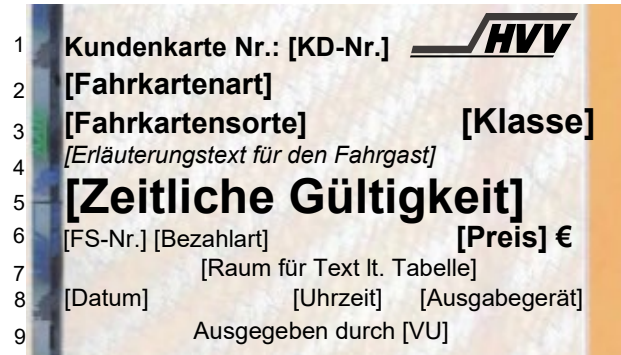 HVV
1 Kundenkarte Nr.: [KD-Nr.]
2 [Fahrkartenart]
3 [Fahrkartensorte] [Klasse]
4 [Erläuterungstext für den Fahrgast]
5 [Zeitliche Gültigkeit]
6 [FS-Nr.] [Bezahlart] [Preis] €
7 [Raum für Text lt. Tabelle]
8 [Datum] [Uhrzeit] [Ausgabegerät]
9 Ausgegeben durch [VU]